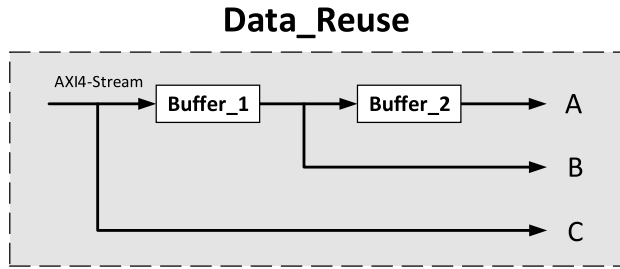 Data_Reuse
AXI4-Stream
Buffer_1
Buffer_2
A
B
C